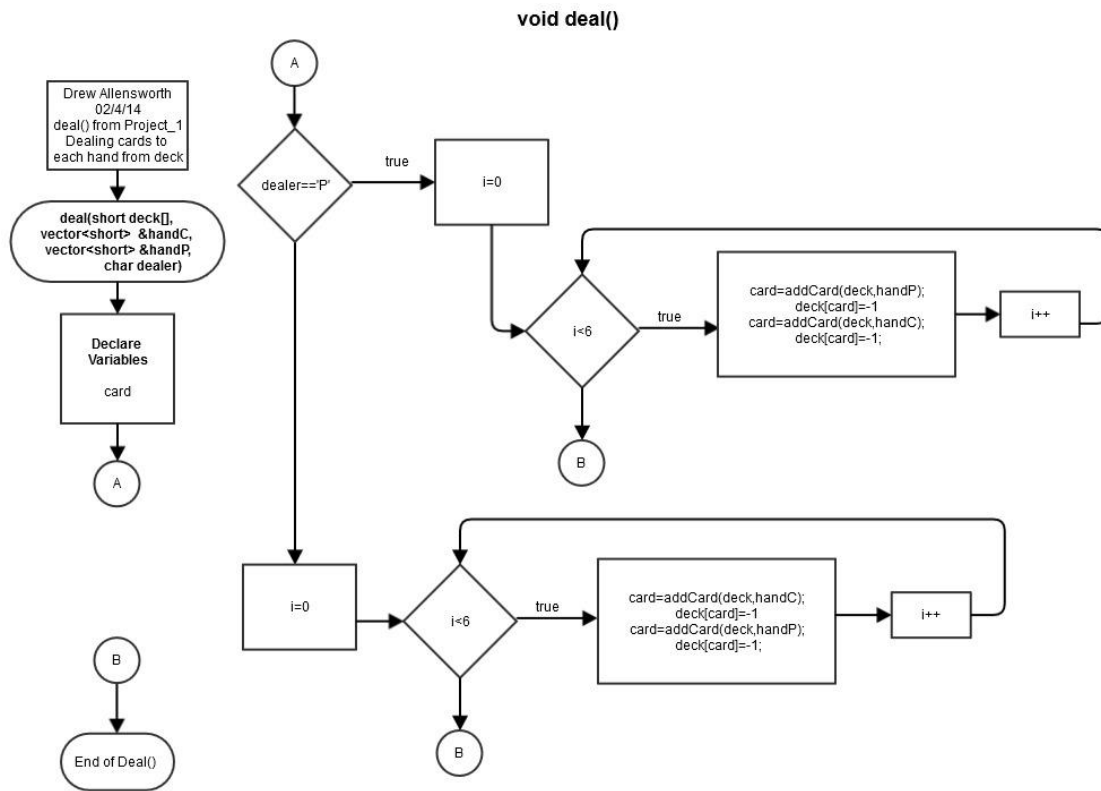 void deal()
Drew Allensworth
02/4/14
deal() from Project_1
Dealing cards to
each hand from deck
deal(short deck[],
vector<short> &handC,
vector<short> &handP,
char dealer)
Declare
Variables
card
A
A
dealer=='P'
true
i=0
i<6
true
card=addCard(deck,handP);
deck[card]=-1
card=addCard(deck,handC);
deck[card]=-1;
i++
B
i=0
i<6
true
card=addCard(deck,handC);
deck[card]=-1
card=addCard(deck,handP);
deck[card]=-1;
i++
B
B
End of Deal()